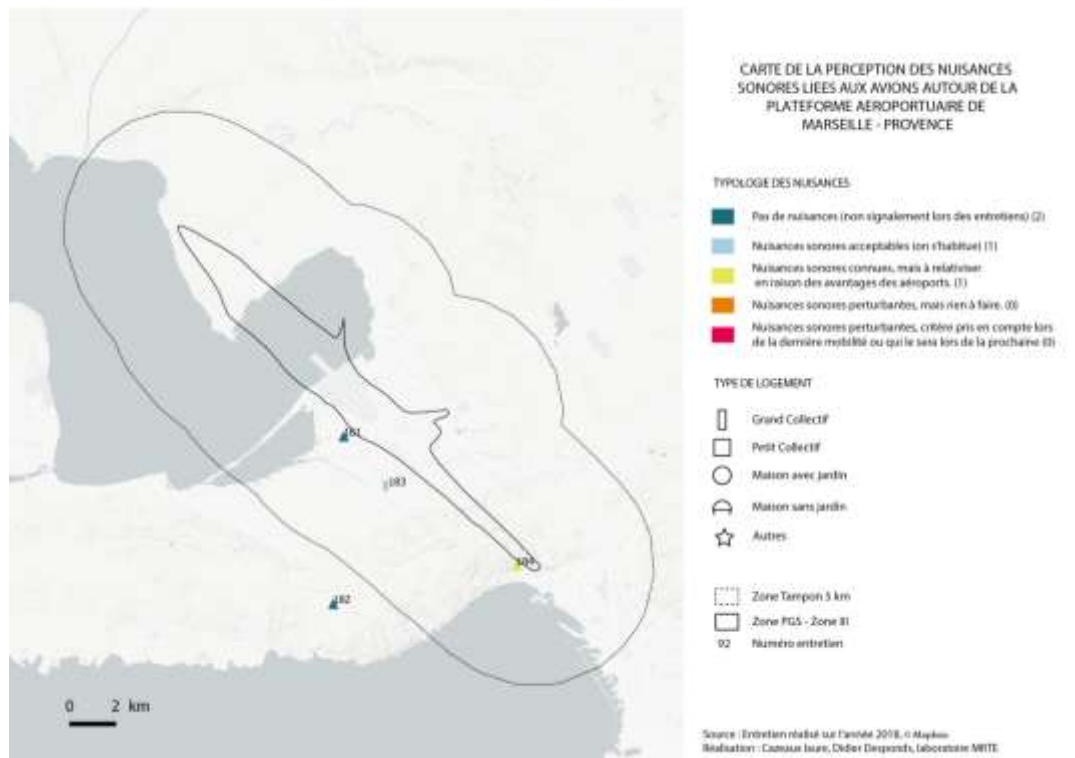 CARTE DE LA PERCEPTION DES NUISANCES
SONORES LIEES AUX AVIONS AUTOUR DE LA
PLATEFORME AEROPORTUAIRE DE
MARSEILLE - PROVENCE
TYPOLOGIE DES NUISANCES
Pas de nuisances (non signalement lors des entretiens) (2)
Nuisances sonores acceptables (on s'habitue) (1)
Nuisances sonores connues, mais à relativiser
en raison des avantages des aéroports. (1)
Nuisances sonores perturbantes, mais rien à faire. (0)
Nuisances sonores perturbantes, critère pris en compte lors
de la dernière mobilité ou qui le sera lors de la prochaine (0)
TYPE DE LOGEMENT
Grand Collectif
Petit Collectif
Maison avec jardin
Maison sans jardin
Autres
Zone Tampon 5 km
Zone PGS - Zone III
92 Numéro entretien
181
183
184
182
0 2 km
Source : Entretien réalisé sur l'année 2018, © Mapbox
Réalisation : Cazeaux laure, Didier Desponds, laboratoire MRTE